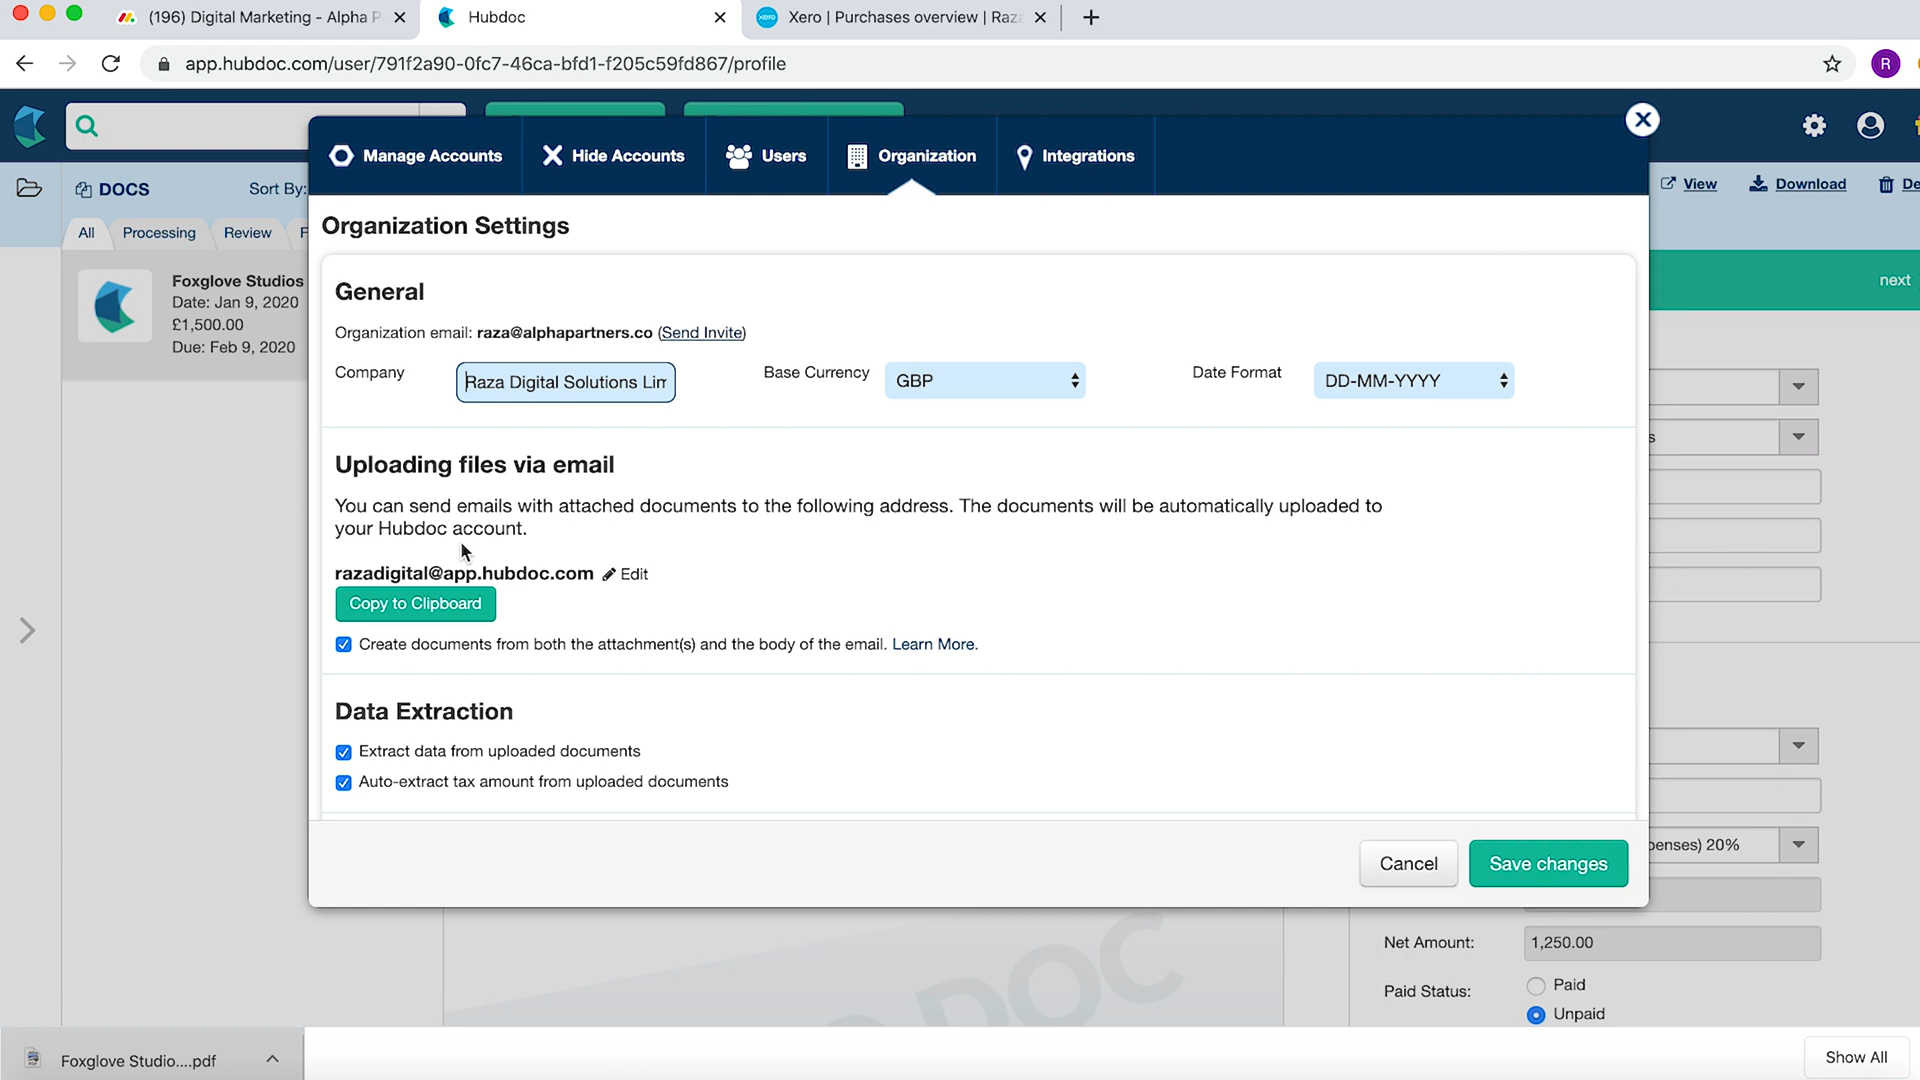 (196) Digital Marketing - Alpha P
Hubdoc
Xero | Purchases overview | Raza
app.hubdoc.com/user/791f2a90-0fc7-46ca-bfd1-f205c59fd867/profile
R
Manage Accounts
Hide Accounts
Users
Organization
Integrations
DOCS
Sort By:
View
Download
De
All
Processing
Review
F
Organization Settings
Foxglove Studios
Date: Jan 9, 2020
£1,500.00
Due: Feb 9, 2020
next
General
Organization email: raza@alphapartners.co (Send Invite)
Company
Raza Digital Solutions Lim
Base Currency
GBP
Date Format
DD-MM-YYYY
s
Uploading files via email
You can send emails with attached documents to the following address. The documents will be automatically uploaded to
your Hubdoc account.
razadigital@app.hubdoc.com Edit
Copy to Clipboard
Create documents from both the attachment(s) and the body of the email. Learn More.
Data Extraction
Extract data from uploaded documents
Auto-extract tax amount from uploaded documents
penses) 20%
Cancel
Save changes
Net Amount:
1,250.00
Paid Status:
Paid
Unpaid
DOC
Foxglove Studio....pdf
Show All